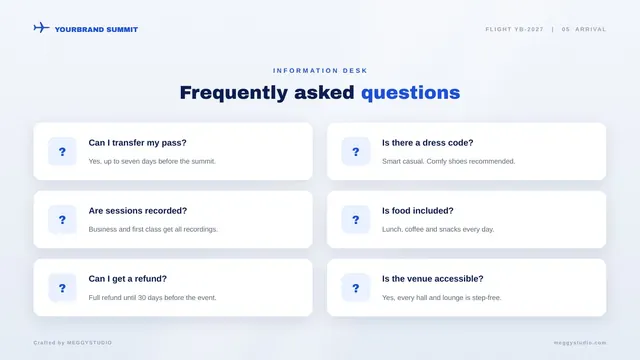 YOURBRAND SUMMIT
FLIGHT YB-2027 | 05 ARRIVAL
INFORMATION DESK
Frequently asked questions
?
Can I transfer my pass?
Yes, up to seven days before the summit.
?
Is there a dress code?
Smart casual. Comfy shoes recommended.
?
Are sessions recorded?
Business and first class get all recordings.
?
Is food included?
Lunch, coffee and snacks every day.
?
Can I get a refund?
Full refund until 30 days before the event.
?
Is the venue accessible?
Yes, every hall and lounge is step-free.
Crafted by MEGGYSTUDIO
meggystudio.com